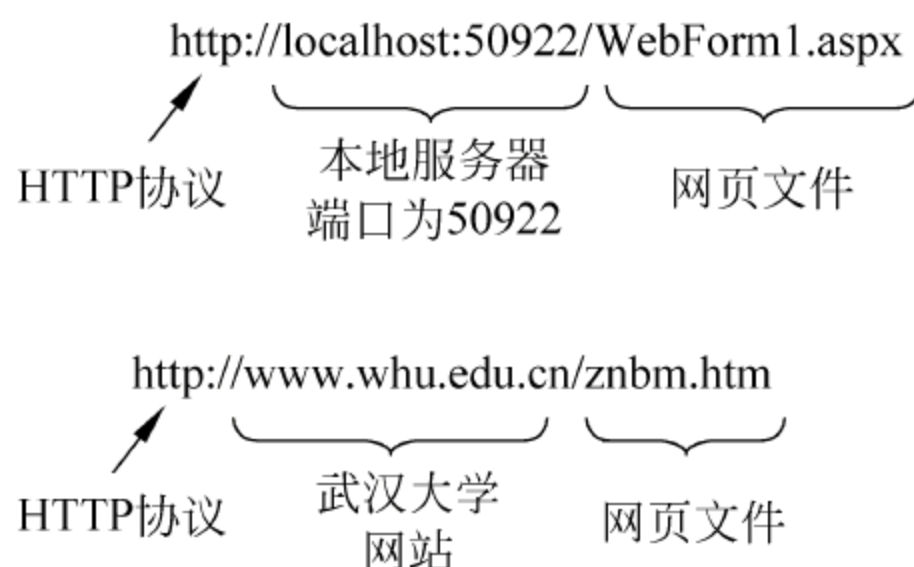 http://localhost:50922/WebForm1.aspx
HTTP协议
本地服务器
端口为50922
网页文件
http://www.whu.edu.cn/znbm.htm
HTTP协议
武汉大学
网站
网页文件